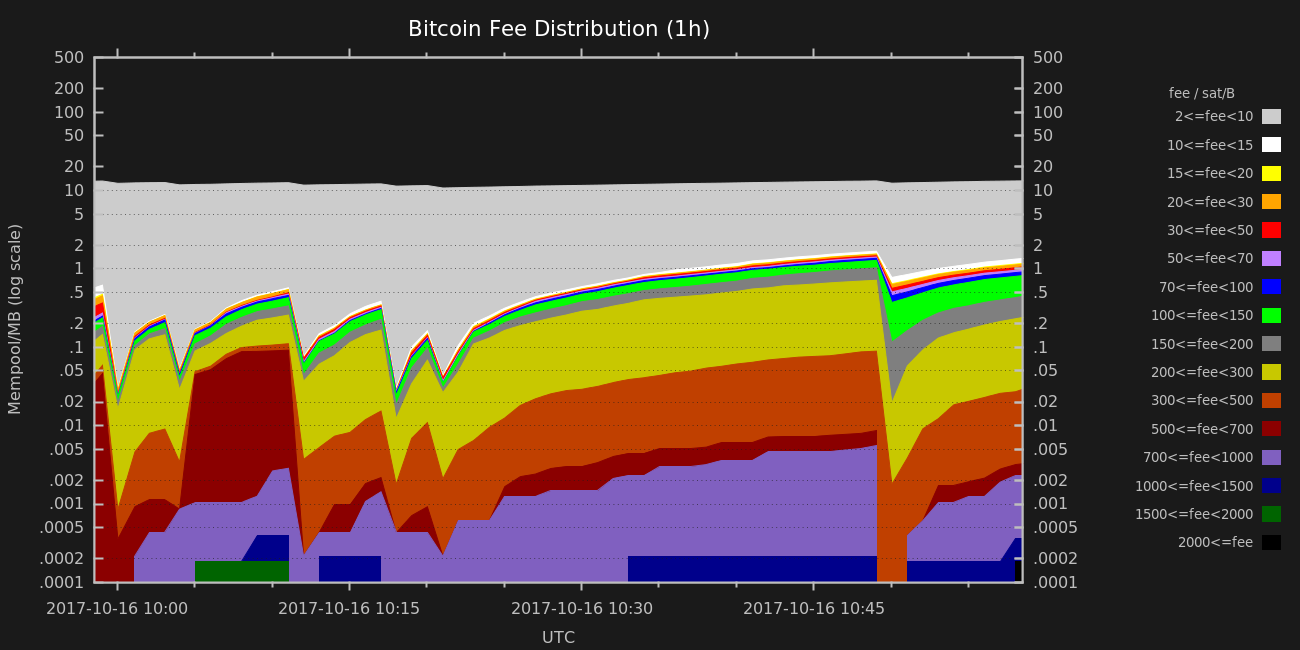 Bitcoin Fee Distribution (1h)
500 500
200 200
100 100
50 50
20 20
10 10
5 5
2 2
1 1
.5 .5
.2 .2
.1 .1
.05 .05
.02 .02
.01 .01
.005 .005
.002 .002
.001 .001
.0005 .0005
.0002 .0002
.0001 .0001
Mempool/MB (log scale)
2017-10-16 10:00 2017-10-16 10:15 2017-10-16 10:30 2017-10-16 10:45
UTC
fee / sat/B
2<=fee<10
10<=fee<15
15<=fee<20
20<=fee<30
30<=fee<50
50<=fee<70
70<=fee<100
100<=fee<150
150<=fee<200
200<=fee<300
300<=fee<500
500<=fee<700
700<=fee<1000
1000<=fee<1500
1500<=fee<2000
2000<=fee